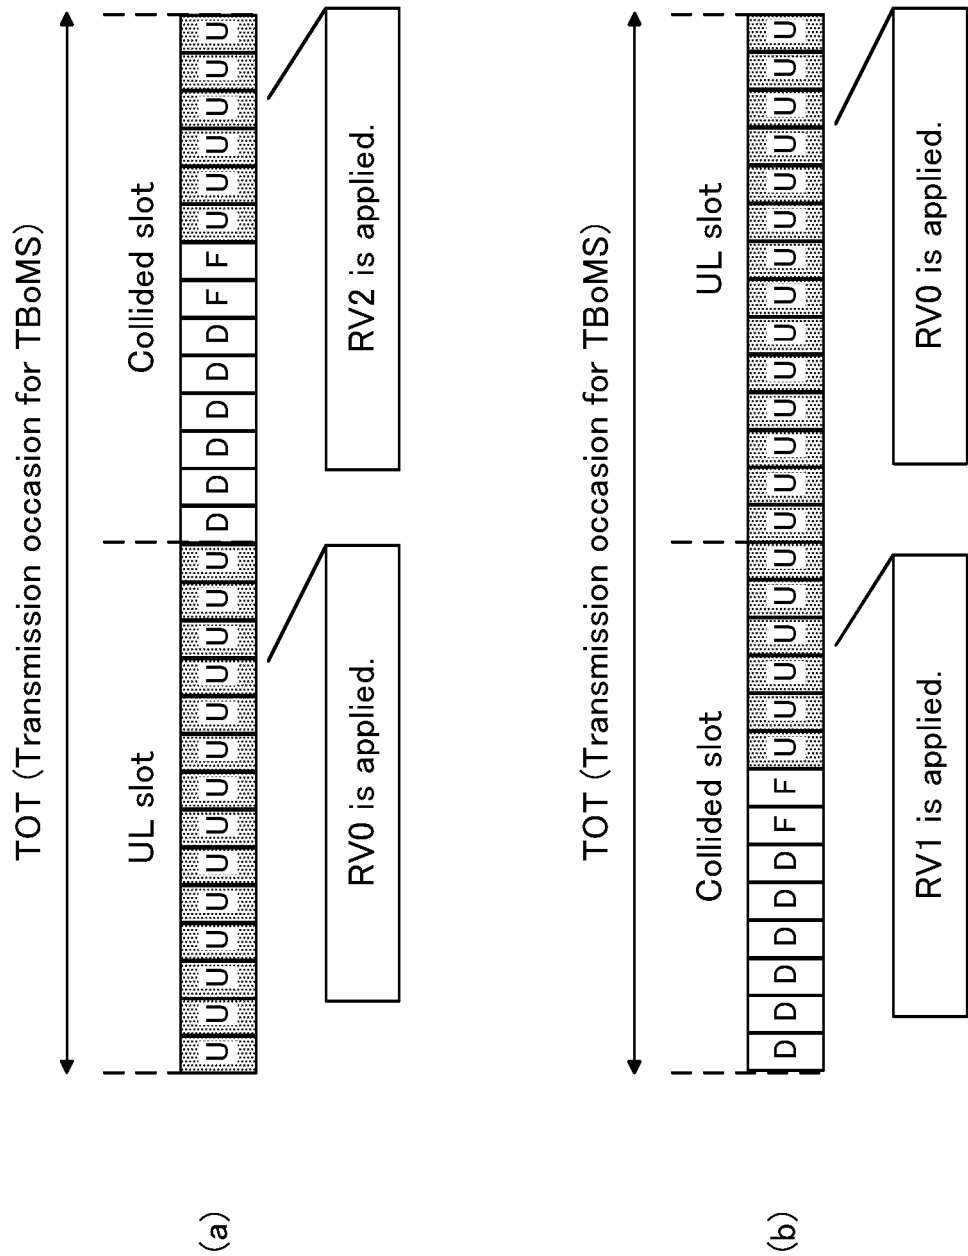 TOT (Transmission occasion for TBoMS)
UL slot Collided slot
(a) U U U U U U U U U U U U U U D D D D D D F F U U U U U U
RV0 is applied. RV2 is applied.
TOT (Transmission occasion for TBoMS)
Collided slot UL slot
(b) D D D D D D F F U U U U U U U U U U U U U U U U U U U U
RV1 is applied. RV0 is applied.